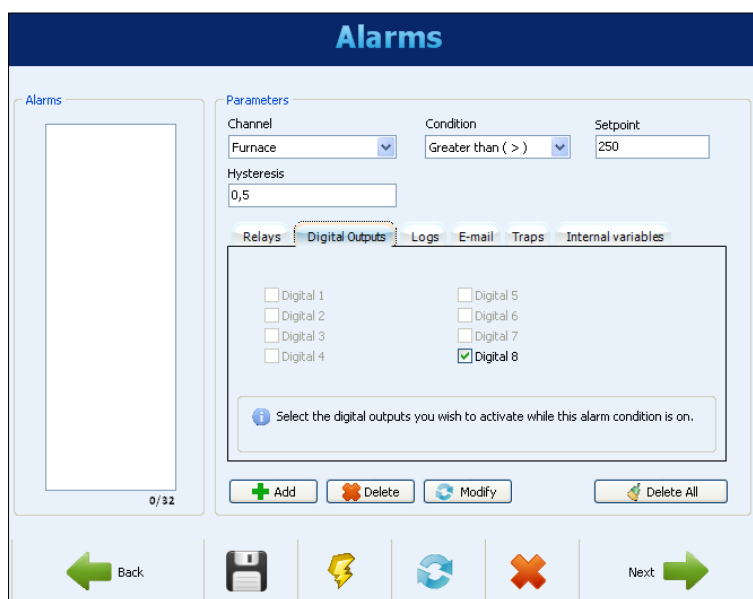 Alarms
Alarms
0/32
Parameters
Channel Condition Setpoint
Furnace Greater than ( > ) 250
Hysteresis
0,5
Relays Digital Outputs Logs E-mail Traps Internal variables
Digital 1 Digital 5
Digital 2 Digital 6
Digital 3 Digital 7
Digital 4 Digital 8
Select the digital outputs you wish to activate while this alarm condition is on.
Add Delete Modify Delete All
Back Next